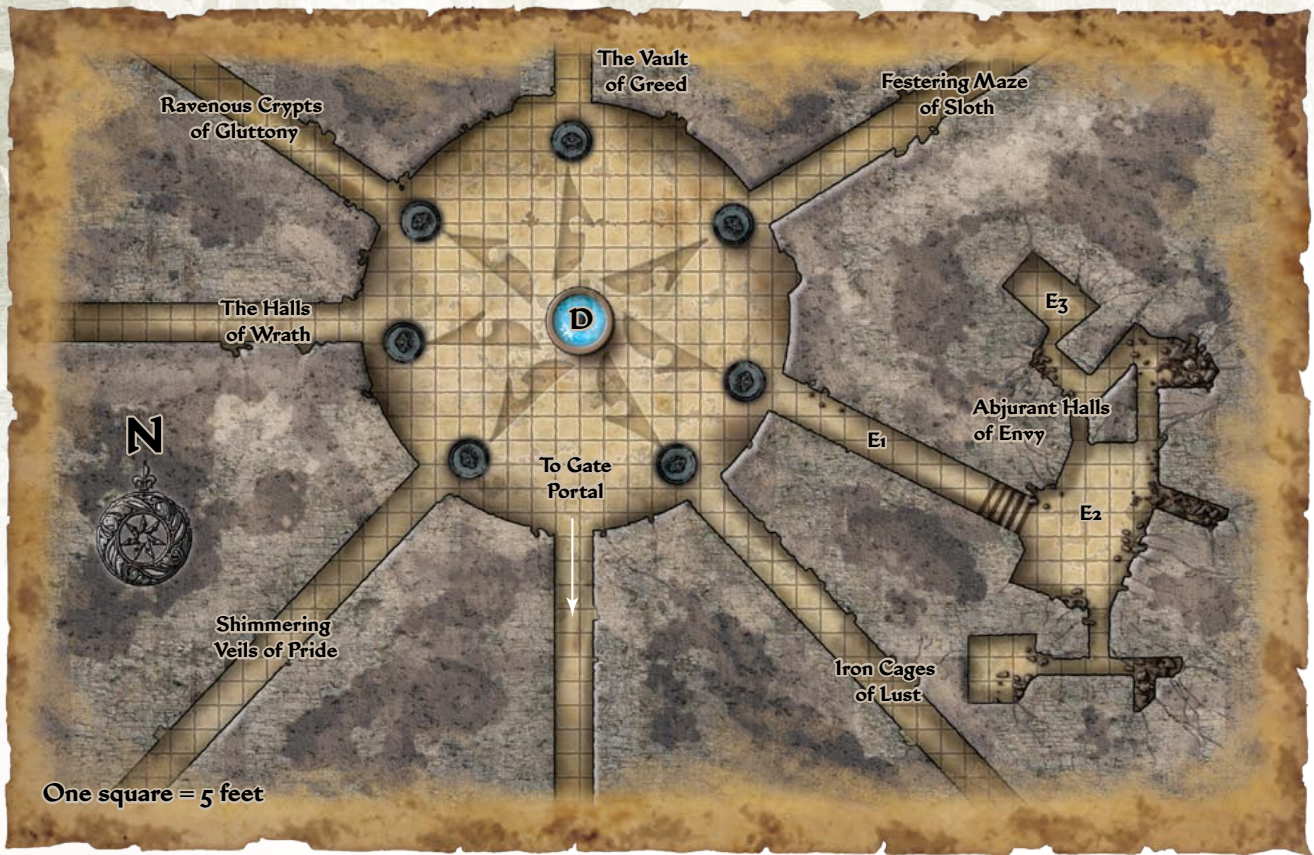 The Vault
of Greed
Festering Maze
of Sloth
Ravenous Crypts
of Gluttony
The Halls
of Wrath
D
E3
Abjurant Halls
of Envy
E1
N
To Gate
Portal
E2
Shimmering
Veils of Pride
Iron Cages
of Lust
One square = 5 feet